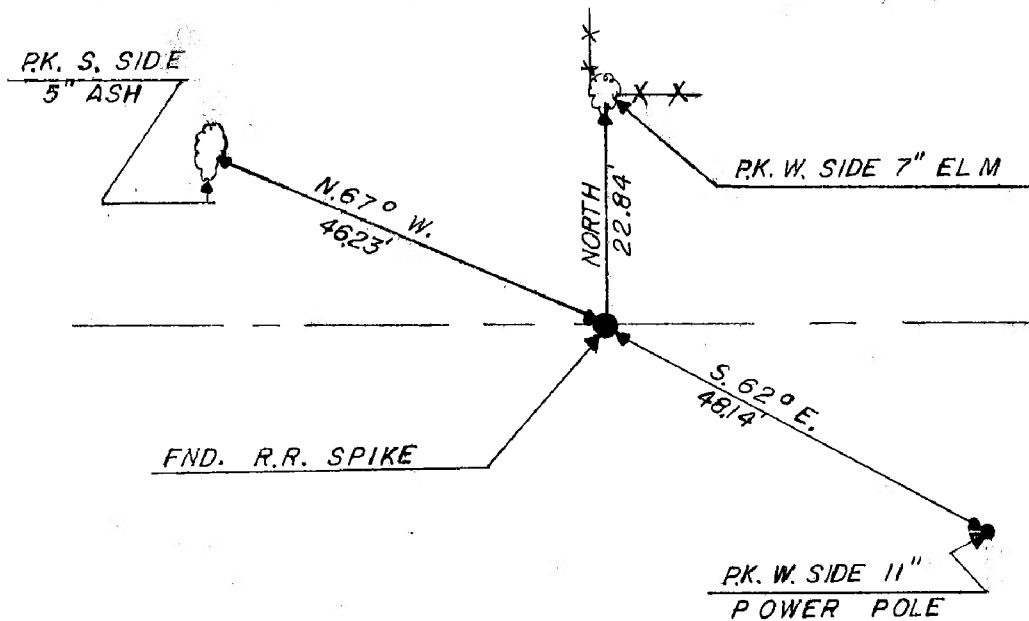 P.K. S. SIDE
5" ASH
P.K. W. SIDE 7" ELM
N. 67° W.
46.23'
NORTH
22.84'
S. 62° E.
48.14'
FND. R.R. SPIKE
P.K. W. SIDE 11"
POWER POLE